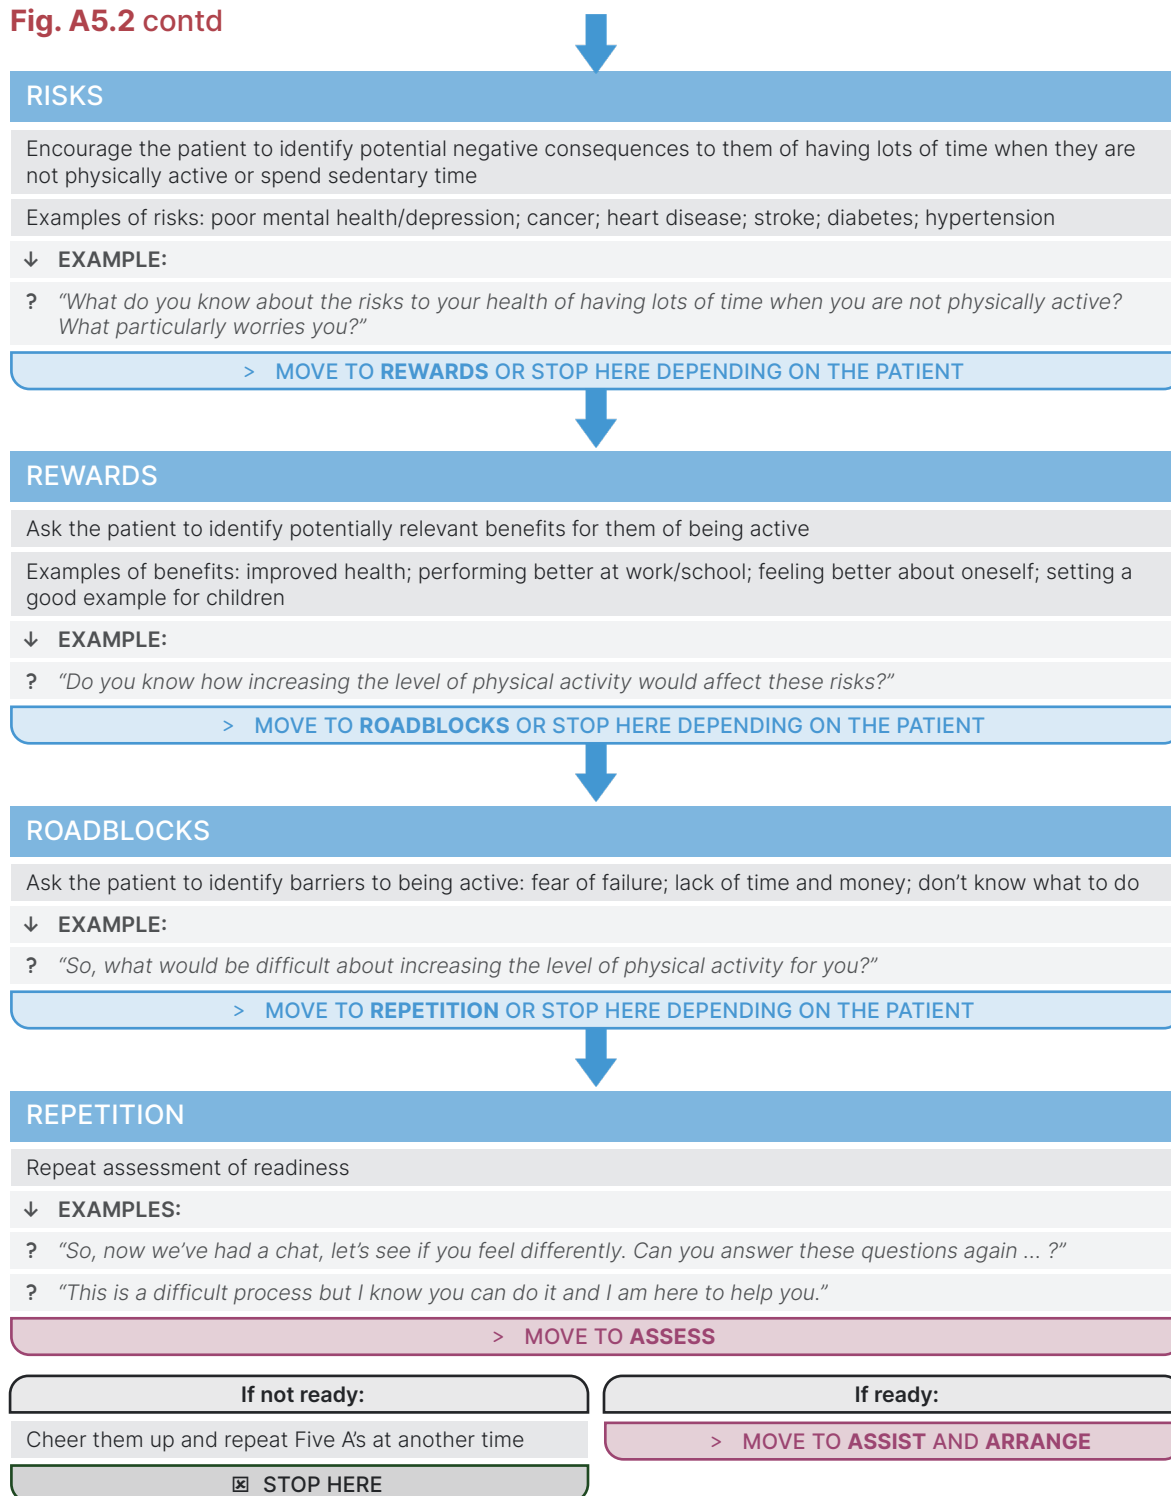 Fig. A5.2 contd
RISKS
Encourage the patient to identify potential negative consequences to them of having lots of time when they are
not physically active or spend sedentary time
Examples of risks: poor mental health/depression; cancer; heart disease; stroke; diabetes; hypertension
↓ EXAMPLE:
? “What do you know about the risks to your health of having lots of time when you are not physically active?
What particularly worries you?”
> MOVE TO REWARDS OR STOP HERE DEPENDING ON THE PATIENT
REWARDS
Ask the patient to identify potentially relevant benefits for them of being active
Examples of benefits: improved health; performing better at work/school; feeling better about oneself; setting a
good example for children
↓ EXAMPLE:
? “Do you know how increasing the level of physical activity would affect these risks?”
> MOVE TO ROADBLOCKS OR STOP HERE DEPENDING ON THE PATIENT
ROADBLOCKS
Ask the patient to identify barriers to being active: fear of failure; lack of time and money; don’t know what to do
↓ EXAMPLE:
? “So, what would be difficult about increasing the level of physical activity for you?”
> MOVE TO REPETITION OR STOP HERE DEPENDING ON THE PATIENT
REPETITION
Repeat assessment of readiness
↓ EXAMPLES:
? “So, now we’ve had a chat, let’s see if you feel differently. Can you answer these questions again … ?”
? “This is a difficult process but I know you can do it and I am here to help you.”
> MOVE TO ASSESS
If not ready:
Cheer them up and repeat Five A’s at another time
☒ STOP HERE
If ready:
> MOVE TO ASSIST AND ARRANGE